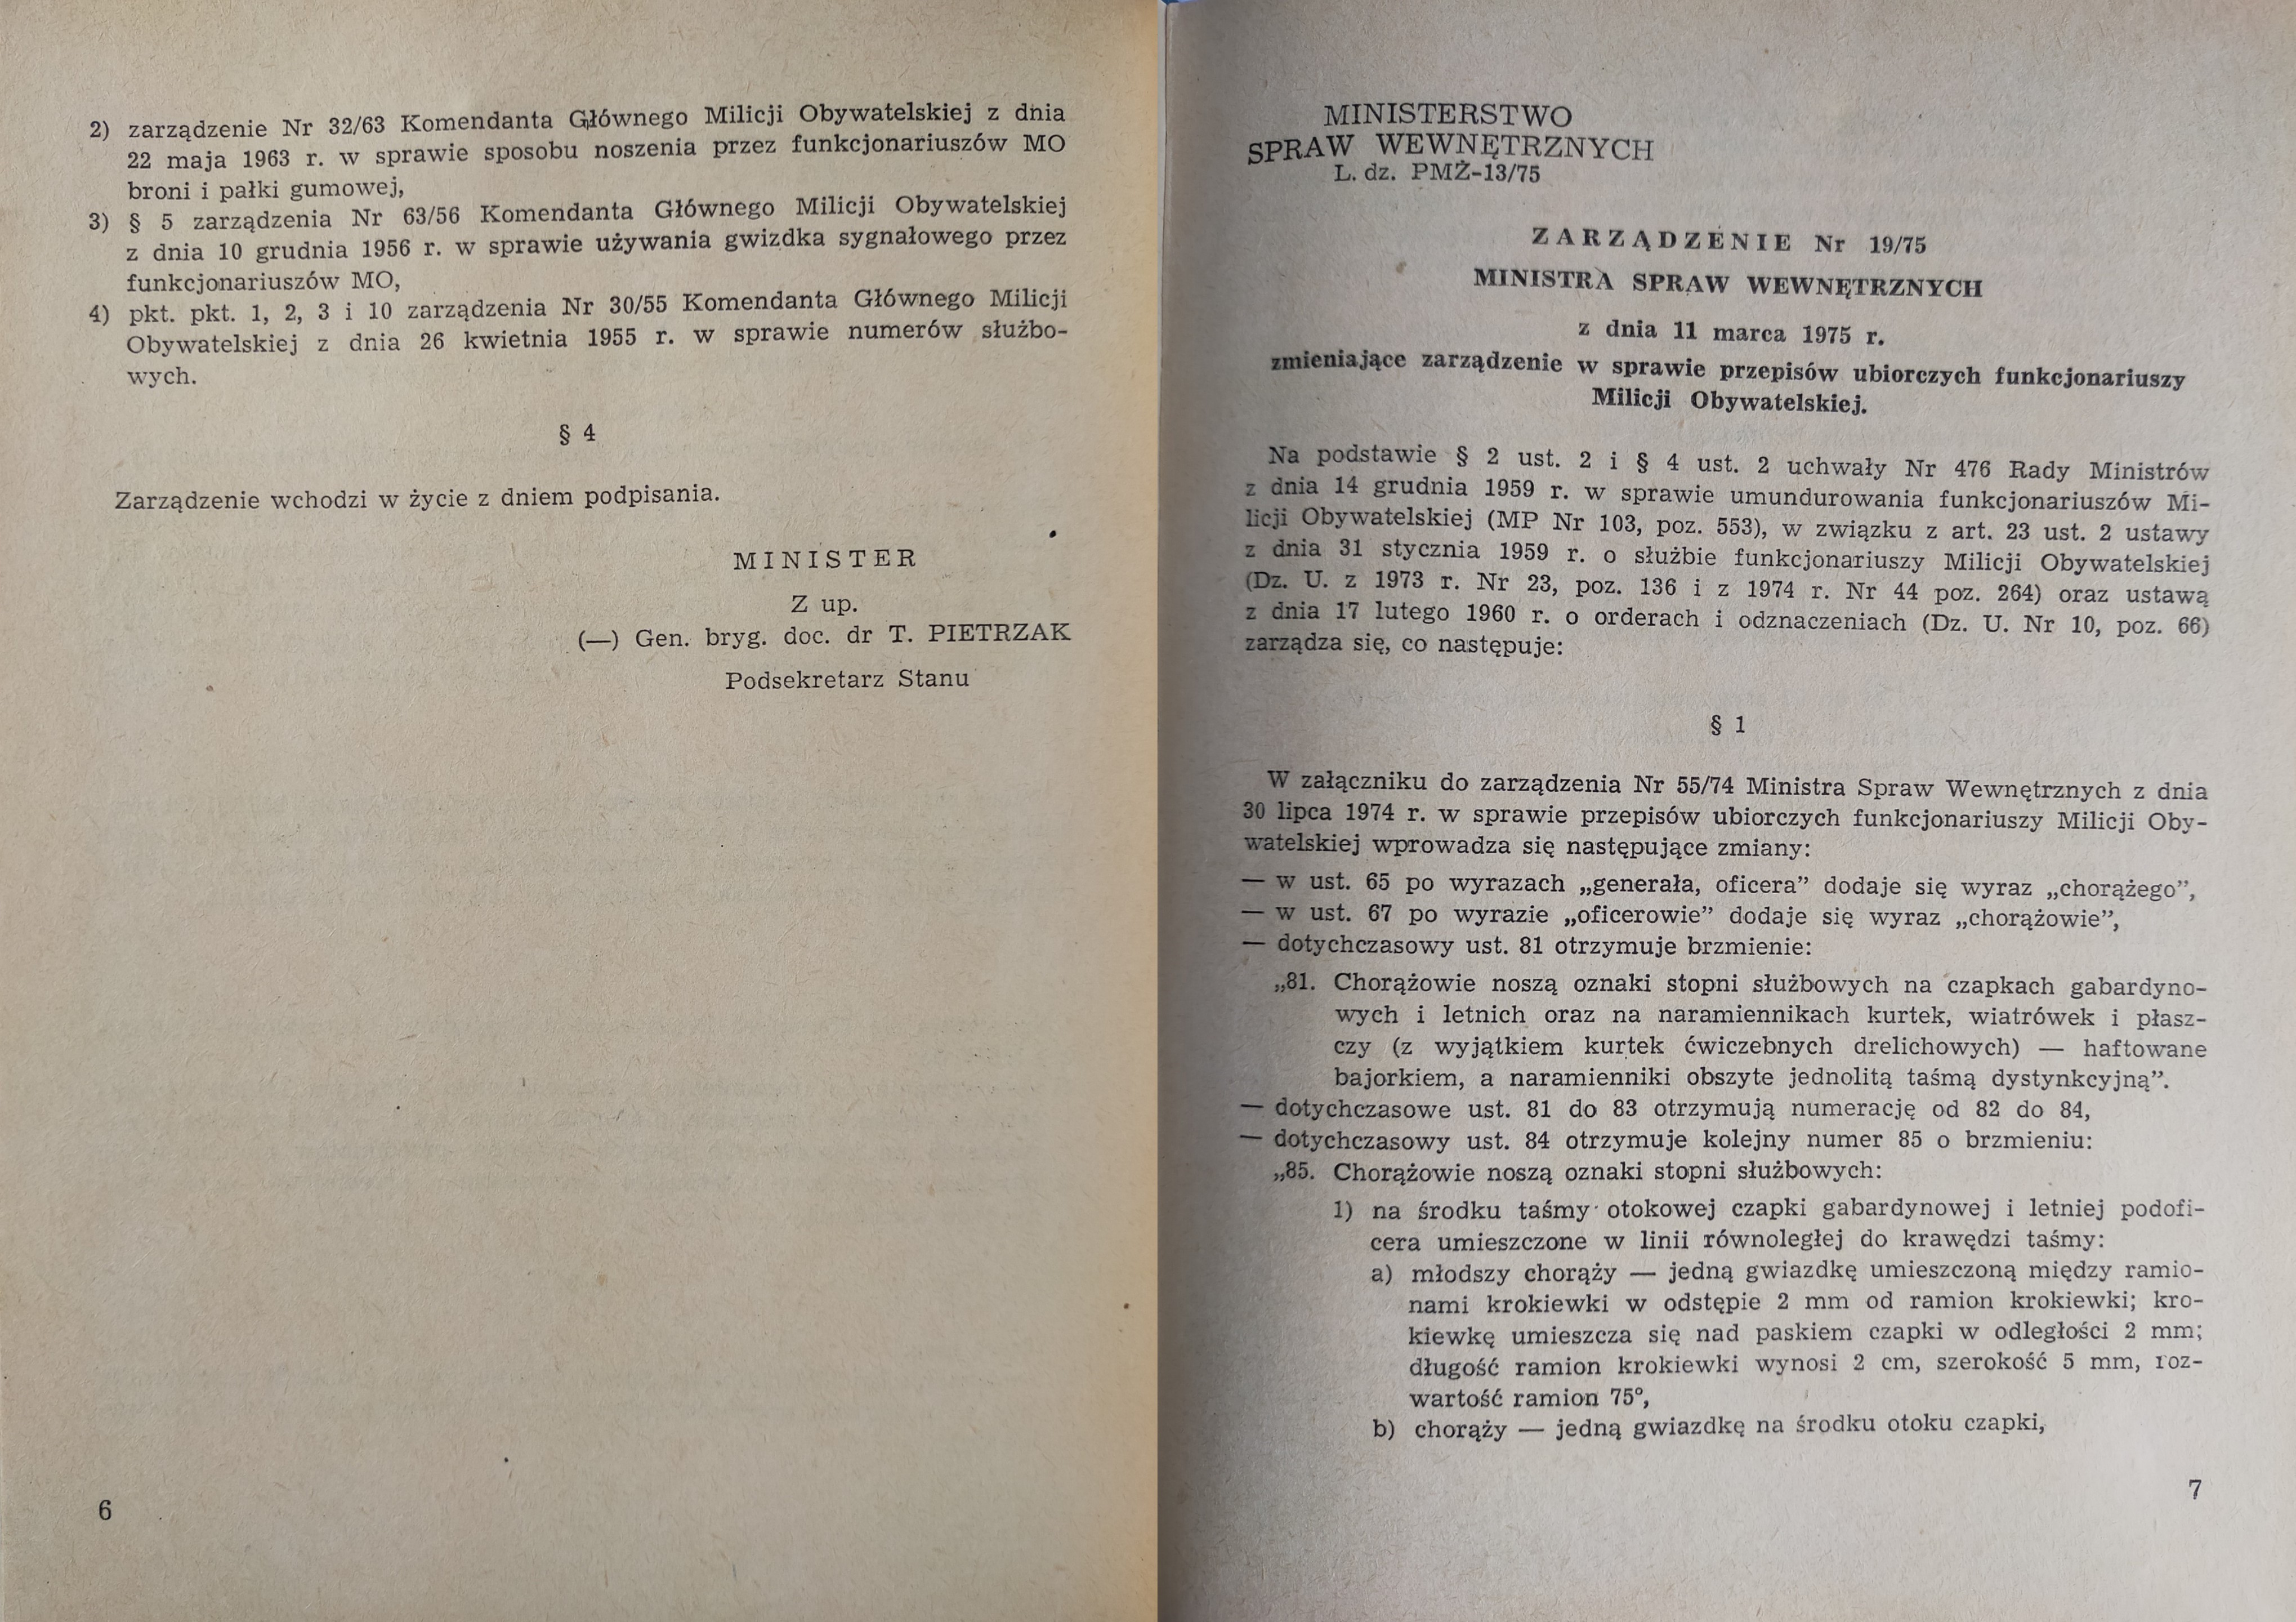 2) zarządzenie Nr 32/63 Komendanta Głównego Milicji Obywatelskiej z dnia
22 maja 1963 r. w sprawie sposobu noszenia przez funkcjonariuszów MO
broni i pałki gumowej,
3) § 5 zarządzenia Nr 63/56 Komendanta Głównego Milicji Obywatelskiej
z dnia 10 grudnia 1956 r. w sprawie używania gwizdka sygnałowego przez
funkcjonariuszów MO,
4) pkt. pkt. 1, 2, 3 i 10 zarządzenia Nr 30/55 Komendanta Głównego Milicji
Obywatelskiej z dnia 26 kwietnia 1955 r. w sprawie numerów służbo-
wych.
§ 4
Zarządzenie wchodzi w życie z dniem podpisania.
MINISTER
Z up.
(—) Gen. bryg. doc. dr T. PIETRZAK
Podsekretarz Stanu
6
MINISTERSTWO
SPRAW WEWNĘTRZNYCH
L. dz. PMŻ-13/75
ZARZĄDZENIE Nr 19/75
MINISTRA SPRAW WEWNĘTRZNYCH
z dnia 11 marca 1975 r.
zmieniające zarządzenie w sprawie przepisów ubiorczych funkcjonariuszy
Milicji Obywatelskiej.
Na podstawie § 2 ust. 2 i § 4 ust. 2 uchwały Nr 476 Rady Ministrów
z dnia 14 grudnia 1959 r. w sprawie umundurowania funkcjonariuszów Mi-
licji Obywatelskiej (MP Nr 103, poz. 553), w związku z art. 23 ust. 2 ustawy
z dnia 31 stycznia 1959 r. o służbie funkcjonariuszy Milicji Obywatelskiej
(Dz. U. z 1973 r. Nr 23, poz. 136 i z 1974 r. Nr 44 poz. 264) oraz ustawą
z dnia 17 lutego 1960 r. o orderach i odznaczeniach (Dz. U. Nr 10, poz. 66)
zarządza się, co następuje:
§ 1
W załączniku do zarządzenia Nr 55/74 Ministra Spraw Wewnętrznych z dnia
30 lipca 1974 r. w sprawie przepisów ubiorczych funkcjonariuszy Milicji Oby-
watelskiej wprowadza się następujące zmiany:
— w ust. 65 po wyrazach „generała, oficera” dodaje się wyraz „chorążego”,
— w ust. 67 po wyrazie „oficerowie” dodaje się wyraz „chorążowie”,
— dotychczasowy ust. 81 otrzymuje brzmienie:
„81. Chorążowie noszą oznaki stopni służbowych na czapkach gabardyno-
wych i letnich oraz na naramiennikach kurtek, wiatrówek i płasz-
czy (z wyjątkiem kurtek ćwiczebnych drelichowych) — haftowane
bajorkiem, a naramienniki obszyte jednolitą taśmą dystynkcyjną”.
— dotychczasowe ust. 81 do 83 otrzymują numerację od 82 do 84,
— dotychczasowy ust. 84 otrzymuje kolejny numer 85 o brzmieniu:
„85. Chorążowie noszą oznaki stopni służbowych:
1) na środku taśmy otokowej czapki gabardynowej i letniej podofi-
cera umieszczone w linii równoległej do krawędzi taśmy:
a) młodszy chorąży — jedną gwiazdkę umieszczoną między ramio-
nami krokiewki w odstępie 2 mm od ramion krokiewki; kro-
kiewkę umieszcza się nad paskiem czapki w odległości 2 mm;
długość ramion krokiewki wynosi 2 cm, szerokość 5 mm, roz-
wartość ramion 75°,
b) chorąży — jedną gwiazdkę na środku otoku czapki,
7